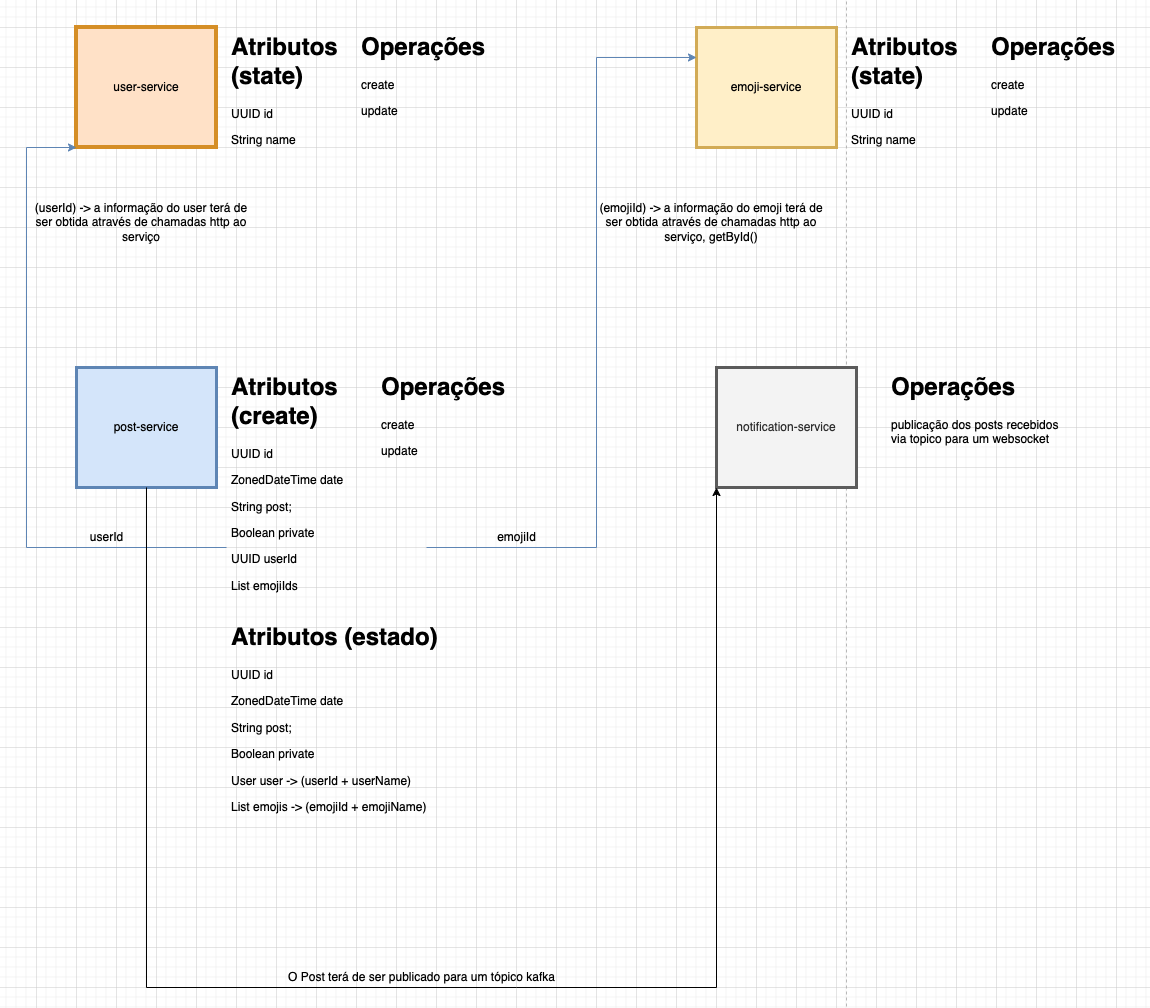 user-service
Atributos
(state)
UUID id
String name
Operações
create
update
emoji-service
Atributos
(state)
UUID id
String name
Operações
create
update
(userId) -> a informação do user terá de
ser obtida através de chamadas http ao
serviço
(emojiId) -> a informação do emoji terá de
ser obtida através de chamadas http ao
serviço, getById()
post-service
Atributos
(create)
UUID id
ZonedDateTime date
String post;
Boolean private
UUID userId
List emojiIds
Operações
create
update
notification-service
Operações
publicação dos posts recebidos
via topico para um websocket
userId
emojiId
Atributos (estado)
UUID id
ZonedDateTime date
String post;
Boolean private
User user -> (userId + userName)
List emojis -> (emojiId + emojiName)
O Post terá de ser publicado para um tópico kafka